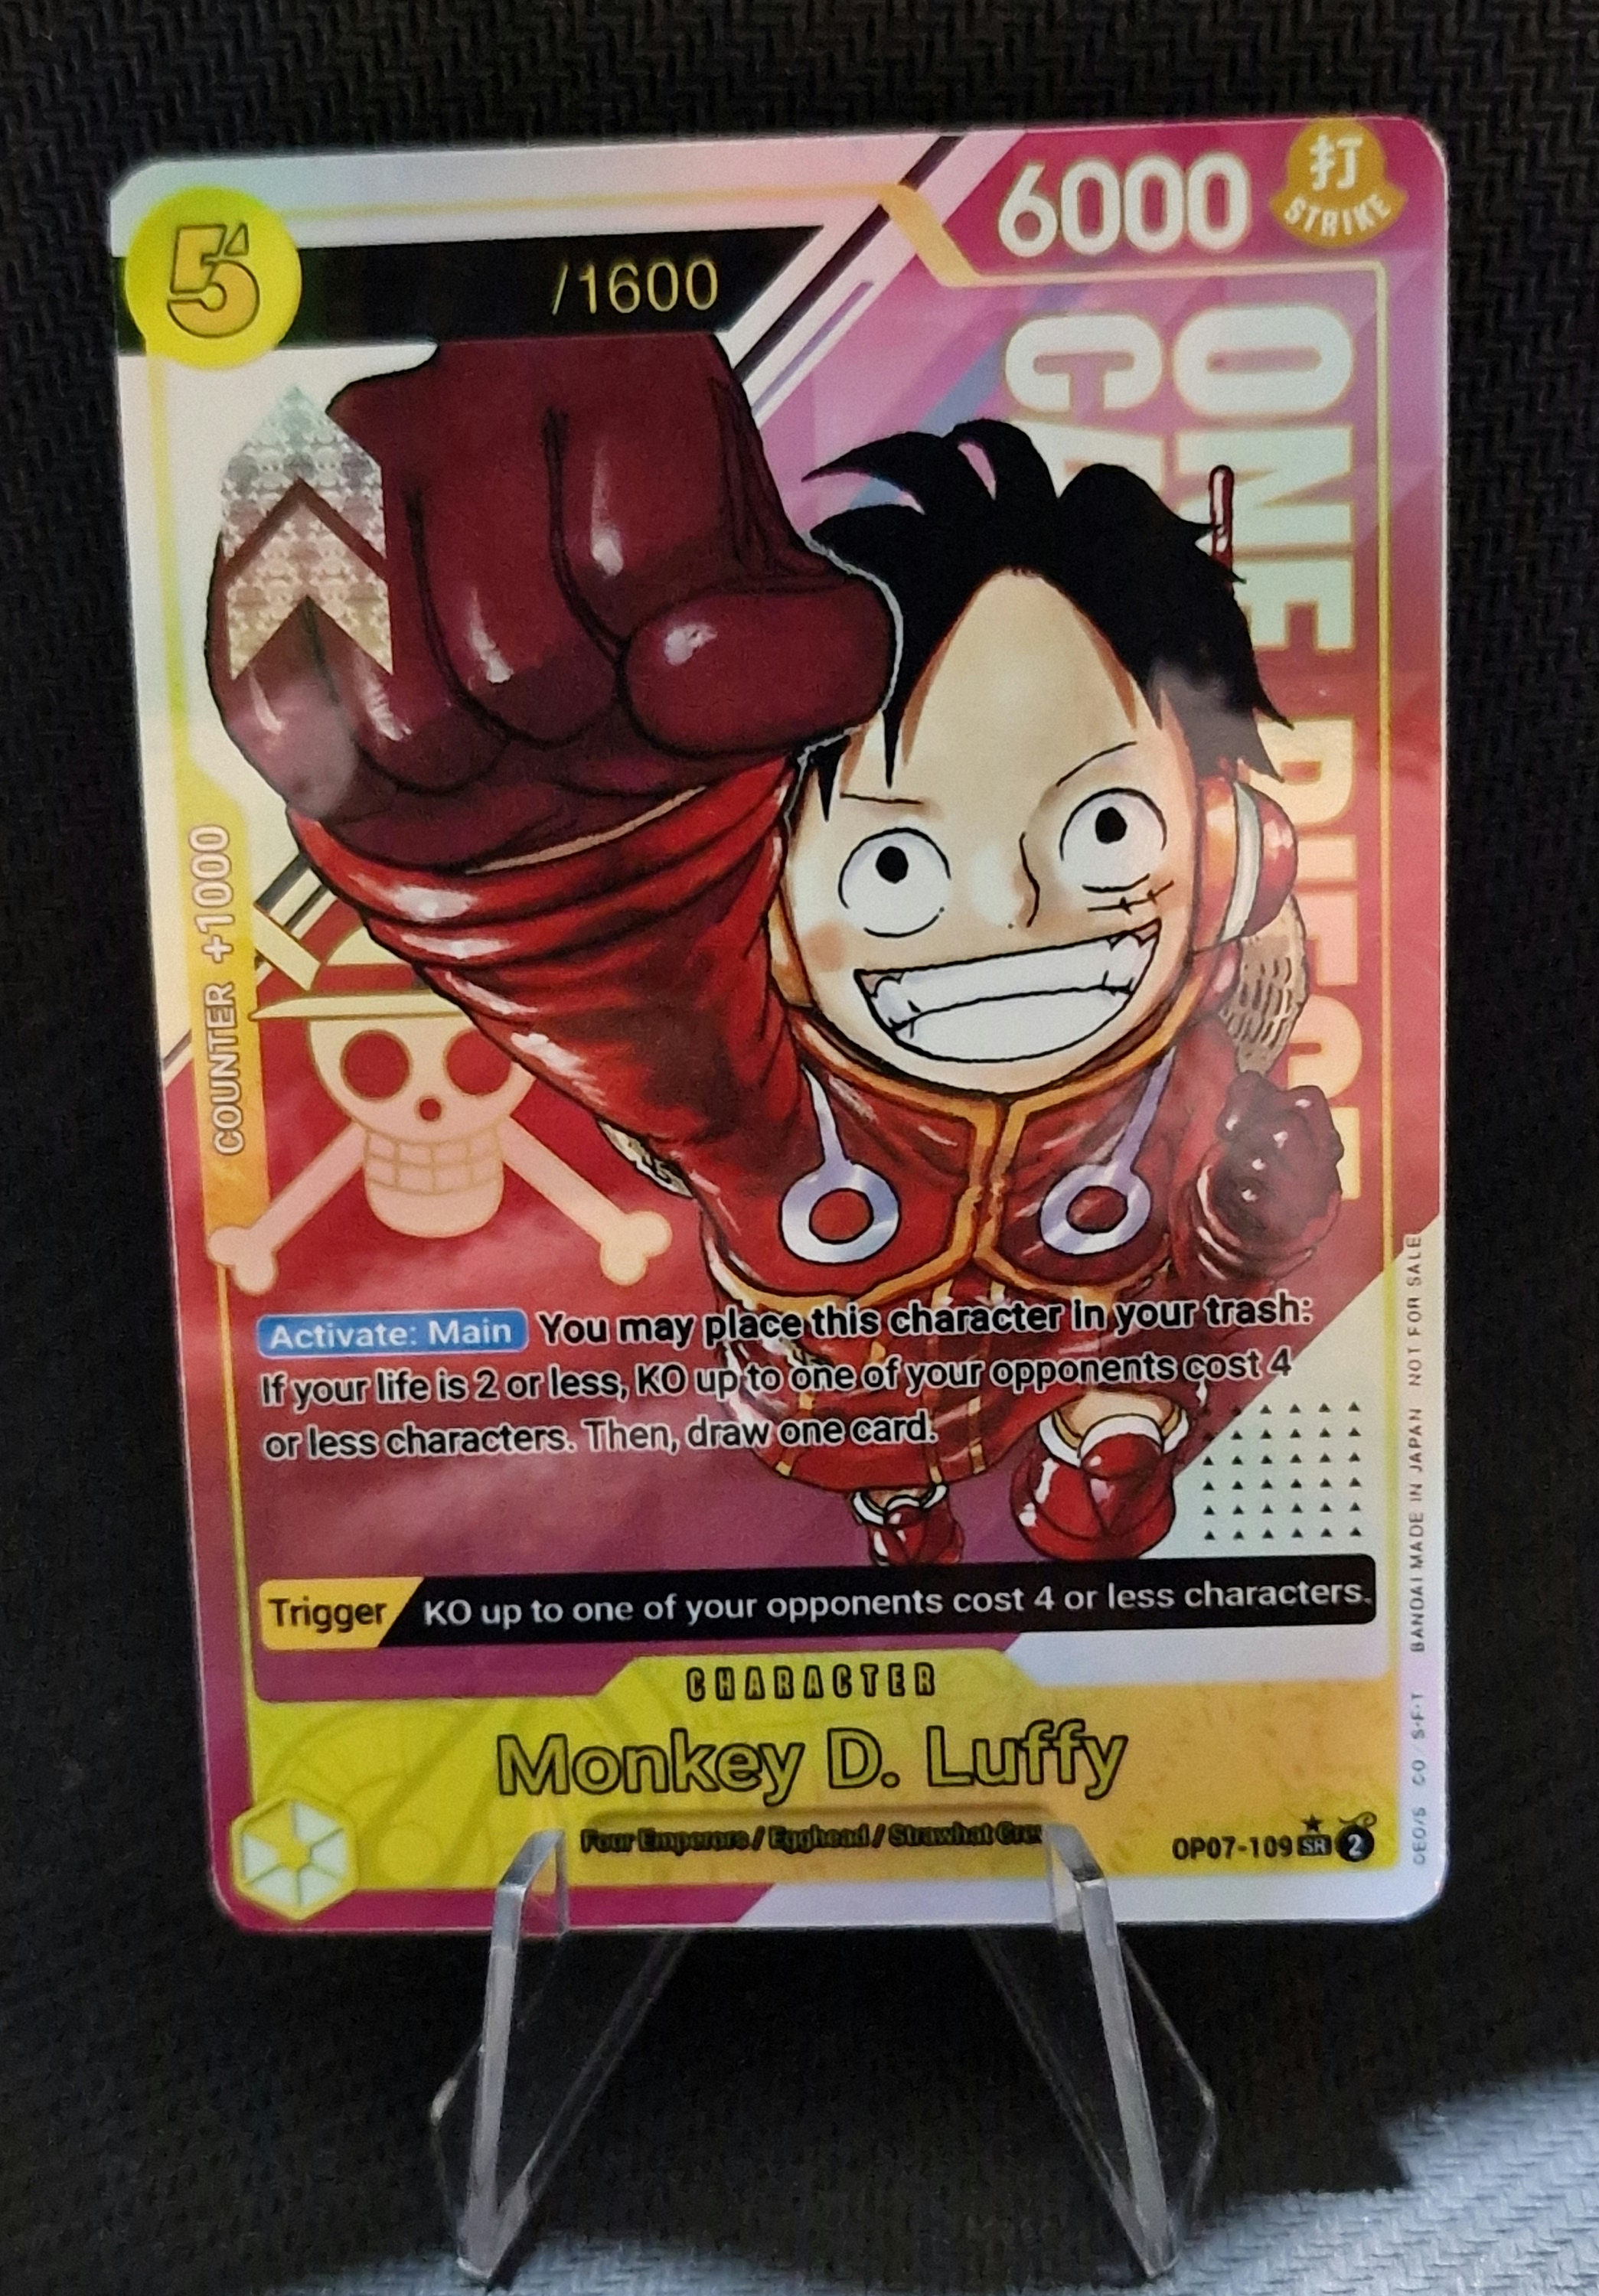 5
/1600
6000
打
STRIKE
ONE PIECE
COUNTER +1000
Activate: Main You may place this character in your trash:
If your life is 2 or less, KO up to one of your opponents cost 4
or less characters. Then, draw one card.
Trigger KO up to one of your opponents cost 4 or less characters.
CHARACTER
Monkey D. Luffy
Four Emperors / Egghead / Strawhat
OP07-109 SR 2
BANDAI MADE IN JAPAN NOT FOR SALE